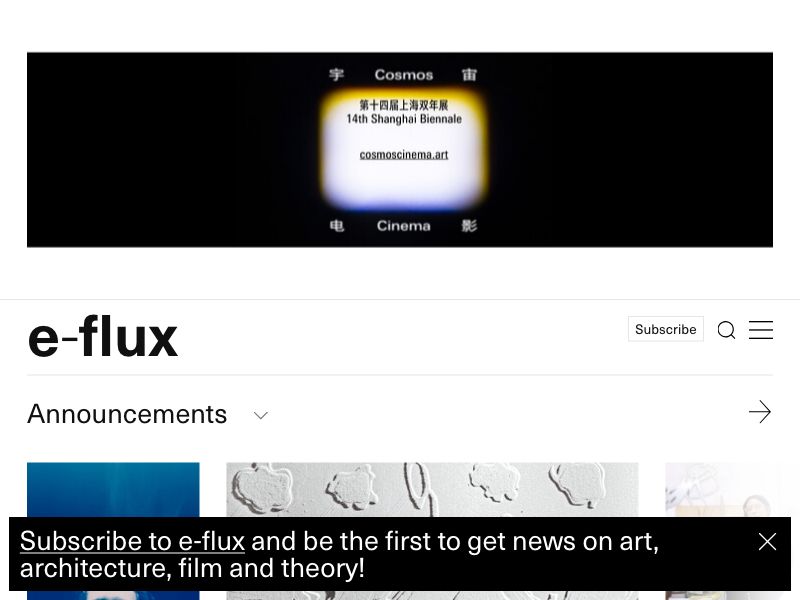 宇 Cosmos 宙
第十四届上海双年展
14th Shanghai Biennale
cosmoscinema.art
电 Cinema 影
e-flux
Subscribe
Announcements
Subscribe to e-flux and be the first to get news on art,
architecture, film and theory!